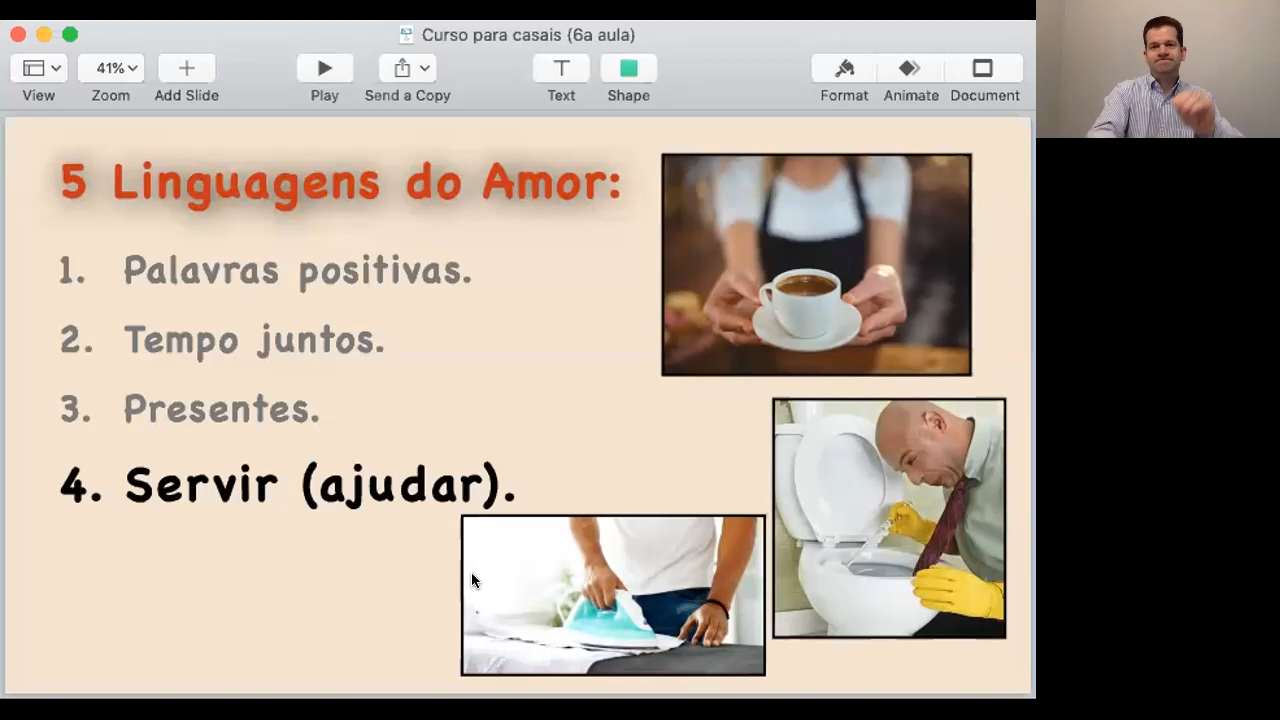 Curso para casais (6a aula)
41%
View
Zoom
Add Slide
Play
Send a Copy
Text
Shape
Format
Animate
Document
5 Linguagens do Amor:
1. Palavras positivas.
2. Tempo juntos.
3. Presentes.
4. Servir (ajudar).